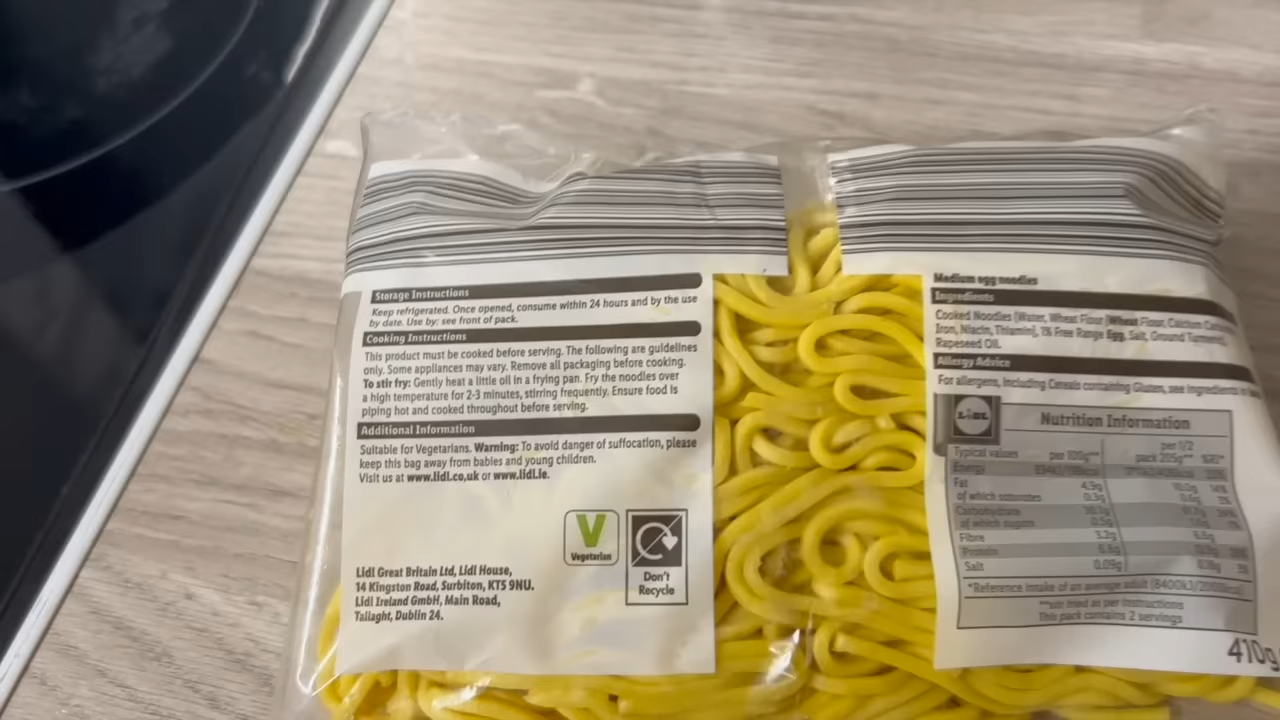 Storage Instructions
Keep refrigerated. Once opened, consume within 24 hours and by the use
by date. Use by: see front of pack.
Cooking Instructions
This product must be cooked before serving. The following are guidelines
only. Some appliances may vary. Remove all packaging before cooking.
To stir fry: Gently heat a little oil in a frying pan. Fry the noodles over
a high temperature for 2-3 minutes, stirring frequently. Ensure food is
piping hot and cooked throughout before serving.
Additional Information
Suitable for Vegetarians. Warning: To avoid danger of suffocation, please
keep this bag away from babies and young children.
Visit us at www.lidl.co.uk or www.lidl.ie.
V
Vegetarian
Don't
Recycle
Lidl Great Britain Ltd, Lidl House,
14 Kingston Road, Surbiton, KT5 9NU.
Lidl Ireland GmbH, Main Road,
Tallaght, Dublin 24.
Medium egg noodles
Ingredients
Cooked Noodles (Water, Wheat Flour (Wheat Flour, Calcium
Iron, Niacin, Thiamin), 1% Free Range Egg, Salt, Ground
Rapeseed Oil.
Allergy Advice
For allergens, including Cereals containing Gluten, see ingredients in
LIDL
Nutrition Information
Typical values per 100g** per 1/2
pack 205g**
Energy
Fat 4.9g 14%
of which saturates 0.3g 0.6g
Carbohydrate
of which sugars 0.5g
Fibre 3.2g
Protein
Salt 0.09g
*Reference intake of an average adult (8400kJ/
**stir fried as per instructions
This pack contains 2 servings
410g